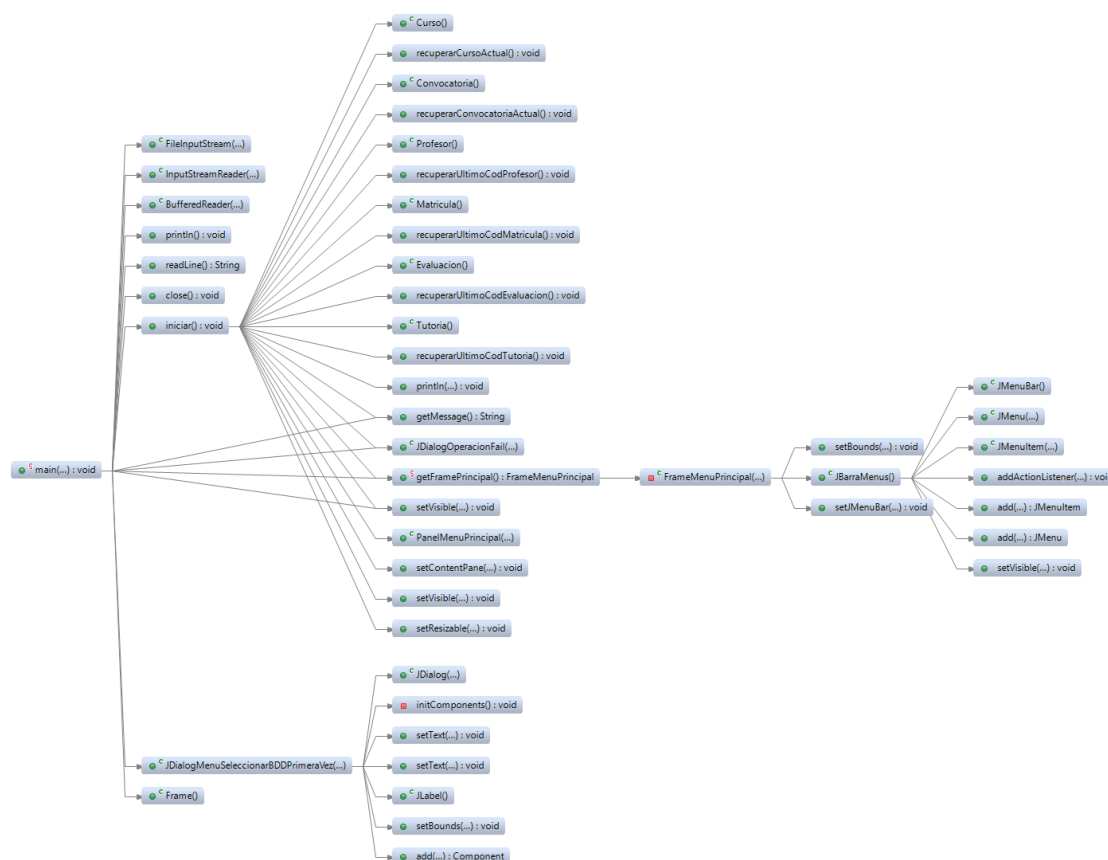 main(...) : void
FileInputStream(...)
InputStreamReader(...)
BufferedReader(...)
println() : void
readLine() : String
close() : void
iniciar() : void
JDialogMenuSeleccionarBDDPrimeraVez(...)
Frame()
Curso()
recuperarCursoActual() : void
Convocatoria()
recuperarConvocatoriaActual() : void
Profesor()
recuperarUltimoCodProfesor() : void
Matricula()
recuperarUltimoCodMatricula() : void
Evaluacion()
recuperarUltimoCodEvaluacion() : void
Tutoria()
recuperarUltimoCodTutoria() : void
println(...) : void
getMessage() : String
JDialogOperacionFail(...)
getFramePrincipal() : FrameMenuPrincipal
setVisible(...) : void
PanelMenuPrincipal(...)
setContentPane(...) : void
setVisible(...) : void
setResizable(...) : void
JDialog(...)
initComponents() : void
setText(...) : void
setText(...) : void
JLabel()
setBounds(...) : void
add(...) : Component
FrameMenuPrincipal(...)
setBounds(...) : void
JBarraMenus()
setJMenuBar(...) : void
JMenuBar()
JMenu(...)
JMenuItem(...)
addActionListener(...) : voi
add(...) : JMenuItem
add(...) : JMenu
setVisible(...) : void